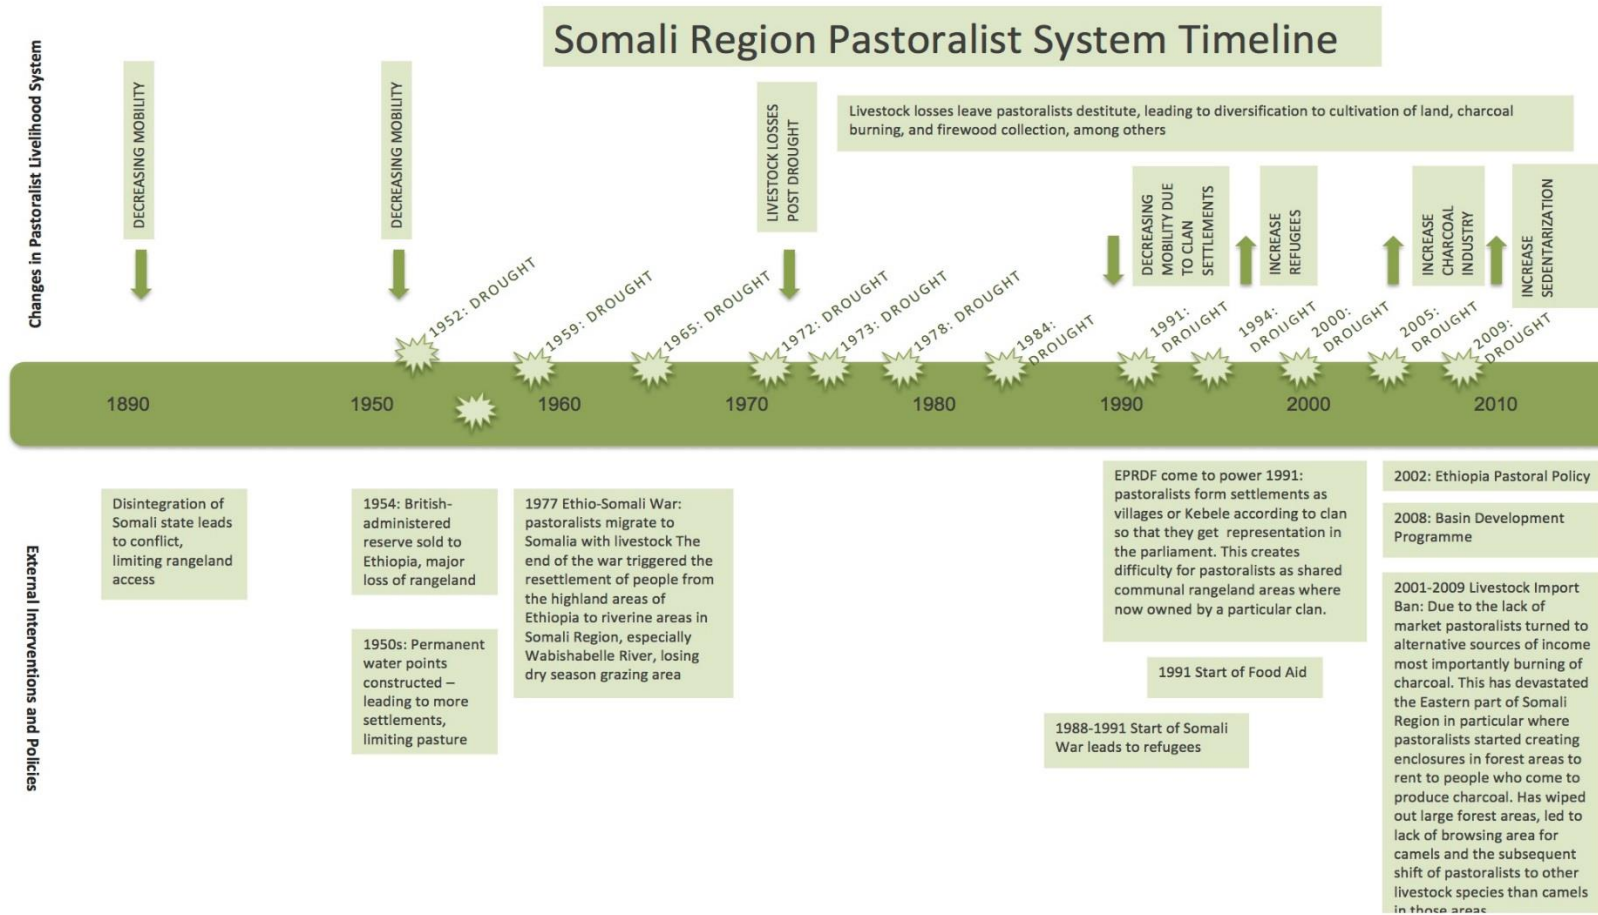 Somali Region Pastoralist System Timeline
Changes in Pastoralist Livelihood System
DECREASING MOBILITY
DECREASING MOBILITY
LIVESTOCK LOSSES
POST DROUGHT
Livestock losses leave pastoralists destitute, leading to diversification to cultivation of land, charcoal
burning, and firewood collection, among others
DECREASING
MOBILITY DUE
TO CLAN
SETTLEMENTS
INCREASE
REFUGEES
INCREASE
CHARCOAL
INDUSTRY
INCREASE
SEDENTARIZATION
1952: DROUGHT
1959: DROUGHT
1965: DROUGHT
1972: DROUGHT
1973: DROUGHT
1978: DROUGHT
1984:
DROUGHT
1991:
DROUGHT
1994:
DROUGHT
2000:
DROUGHT
2005:
DROUGHT
2009:
DROUGHT
1890
1950
1960
1970
1980
1990
2000
2010
External Interventions and Policies
Disintegration of
Somali state leads
to conflict,
limiting rangeland
access
1954: British-
administered
reserve sold to
Ethiopia, major
loss of rangeland
1950s: Permanent
water points
constructed –
leading to more
settlements,
limiting pasture
1977 Ethio-Somali War:
pastoralists migrate to
Somalia with livestock The
end of the war triggered the
resettlement of people from
the highland areas of
Ethiopia to riverine areas in
Somali Region, especially
Wabishabelle River, losing
dry season grazing area
EPRDF come to power 1991:
pastoralists form settlements as
villages or Kebele according to clan
so that they get representation in
the parliament. This creates
difficulty for pastoralists as shared
communal rangeland areas where
now owned by a particular clan.
1991 Start of Food Aid
1988-1991 Start of Somali
War leads to refugees
2002: Ethiopia Pastoral Policy
2008: Basin Development
Programme
2001-2009 Livestock Import
Ban: Due to the lack of
market pastoralists turned to
alternative sources of income
most importantly burning of
charcoal. This has devastated
the Eastern part of Somali
Region in particular where
pastoralists started creating
enclosures in forest areas to
rent to people who come to
produce charcoal. Has wiped
out large forest areas, led to
lack of browsing area for
camels and the subsequent
shift of pastoralists to other
livestock species than camels
in those areas